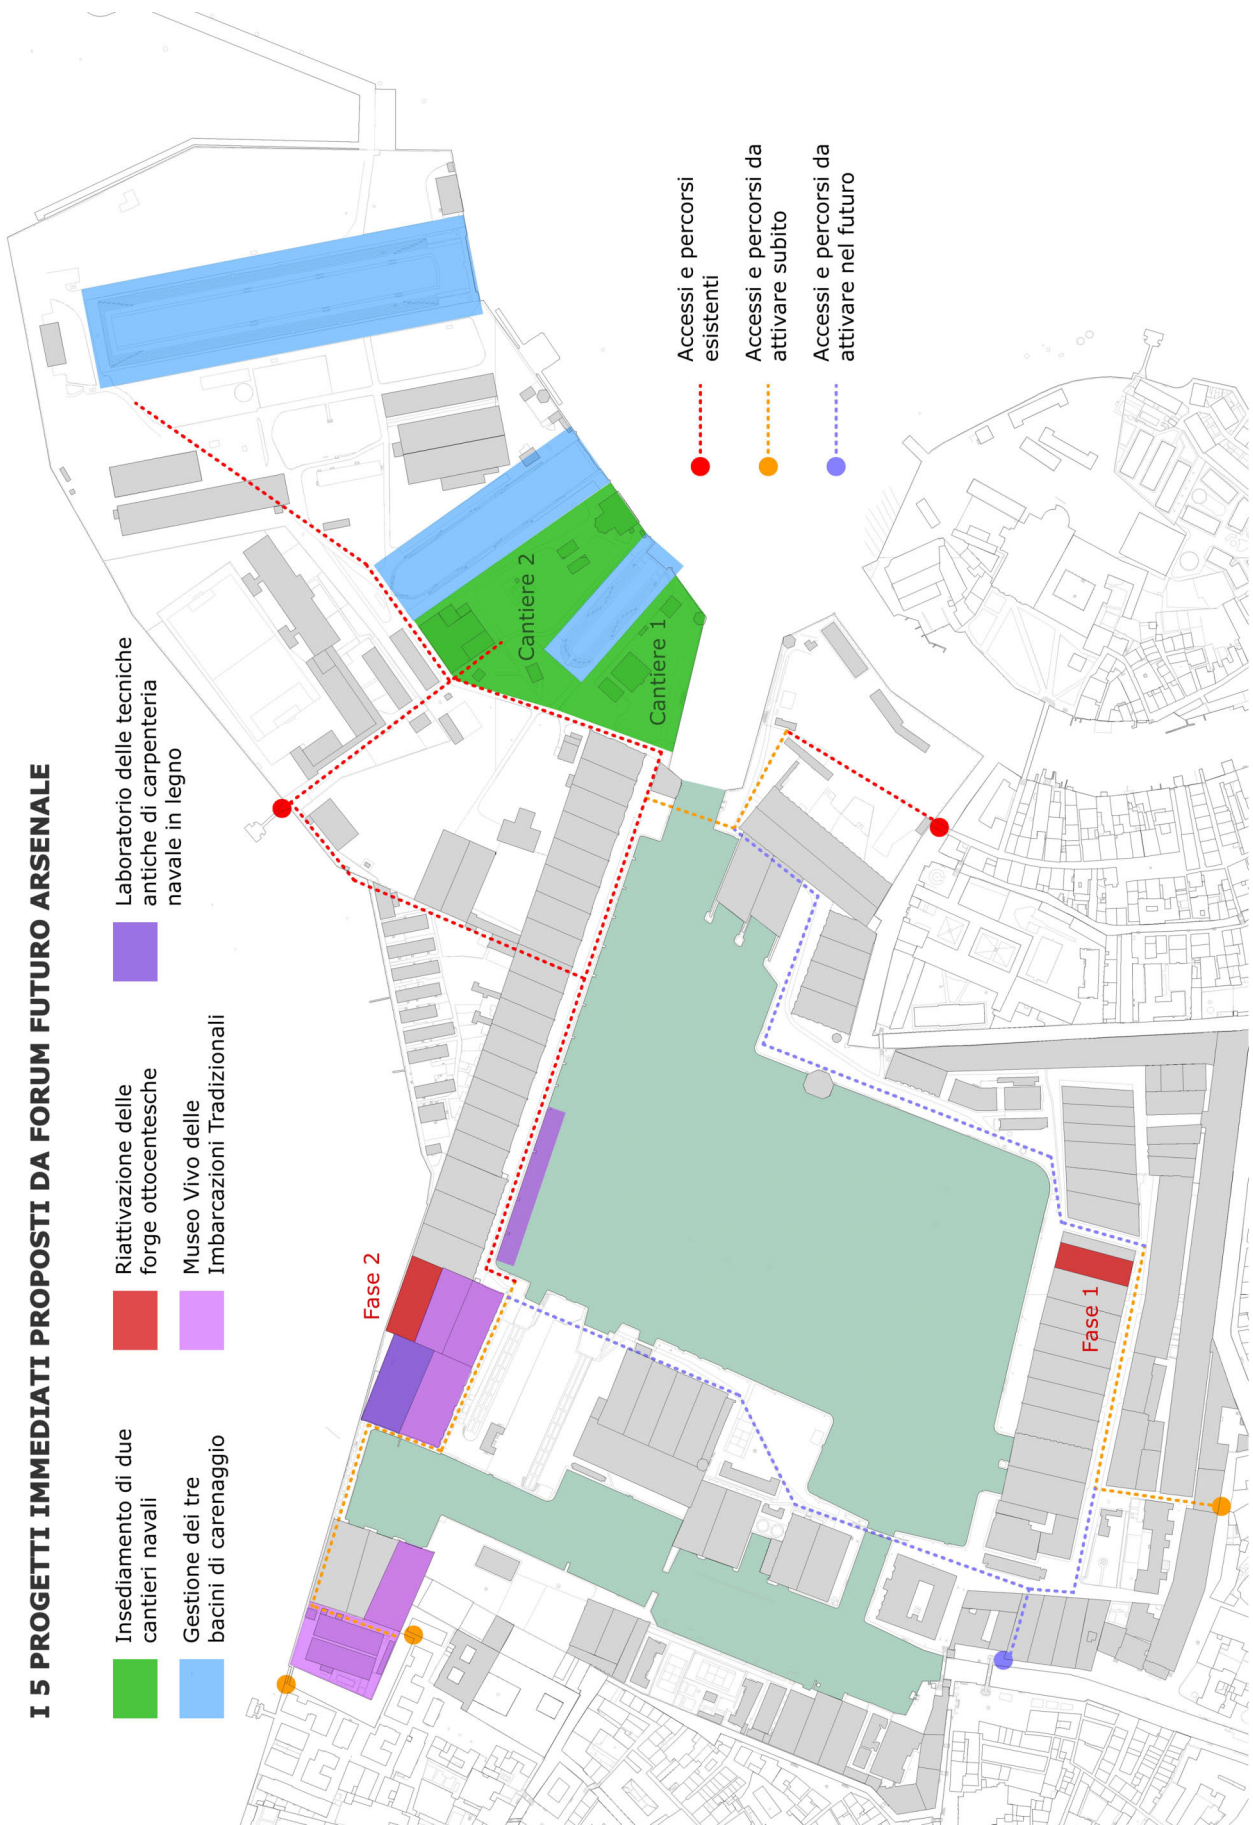 I 5 PROGETTI IMMEDIATI PROPOSTI DA FORUM FUTURO ARSENALE
Insediamento di due
cantieri navali
Gestione dei tre
bacini di carenaggio
Riattivazione delle
forge ottocentesche
Museo Vivo delle
Imbarcazioni Tradizionali
Laboratorio delle tecniche
antiche di carpenteria
navale in legno
Fase 2
Cantiere 2
Cantiere 1
Accessi e percorsi
esistenti
Accessi e percorsi da
attivare subito
Accessi e percorsi da
attivare nel futuro
Fase 1